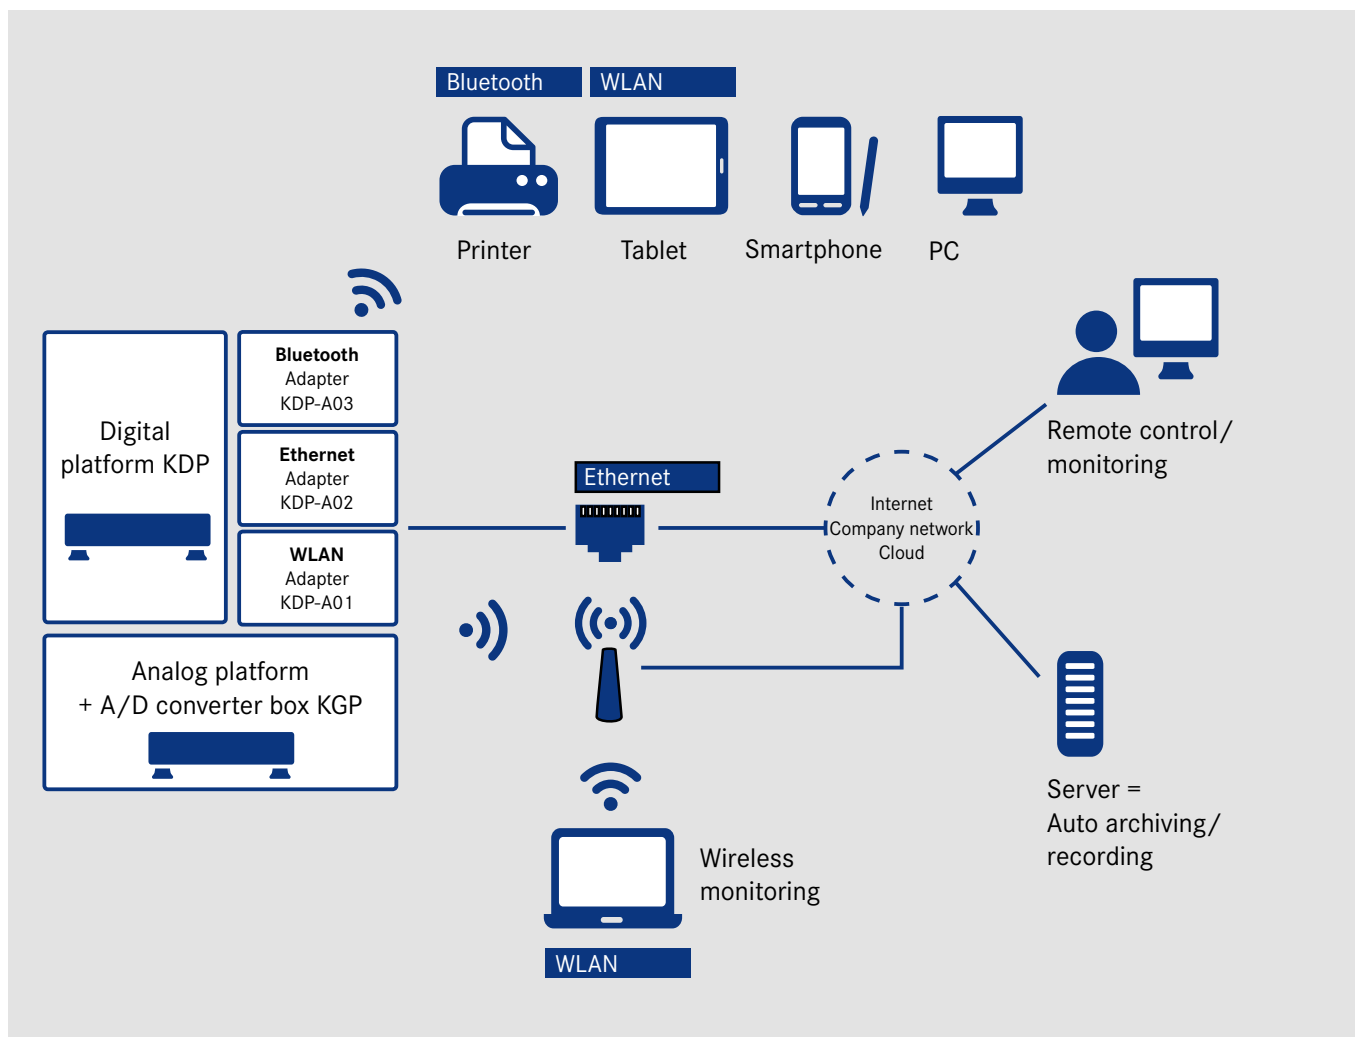 Bluetooth
WLAN
Printer
Tablet
Smartphone
PC
Bluetooth
Adapter
KDP-A03
Digital
platform KDP
Ethernet
Adapter
KDP-A02
WLAN
Adapter
KDP-A01
Analog platform
+ A/D converter box KGP
Ethernet
Internet
Company network
Cloud
Remote control/
monitoring
Server =
Auto archiving/
recording
Wireless
monitoring
WLAN